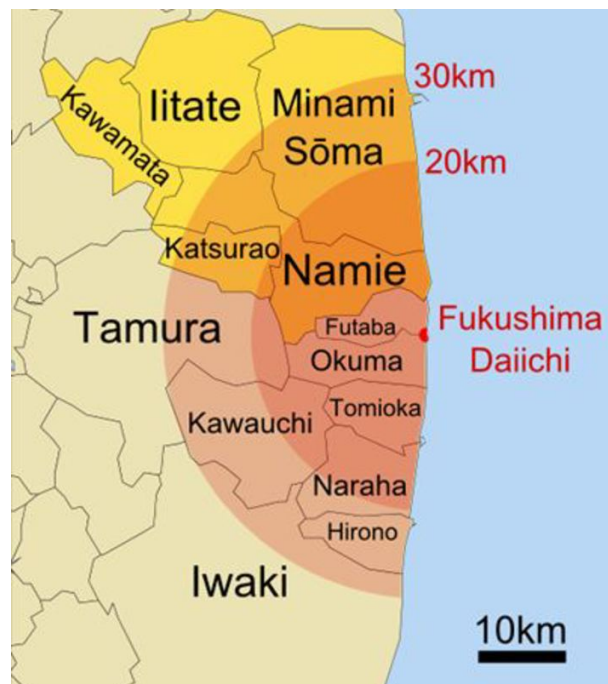 30km
Iitate
Minami
Sōma
Kawamata
20km
Katsurao
Namie
Tamura
Futaba
Fukushima
Daiichi
Okuma
Tomioka
Kawauchi
Naraha
Hirono
Iwaki
10km